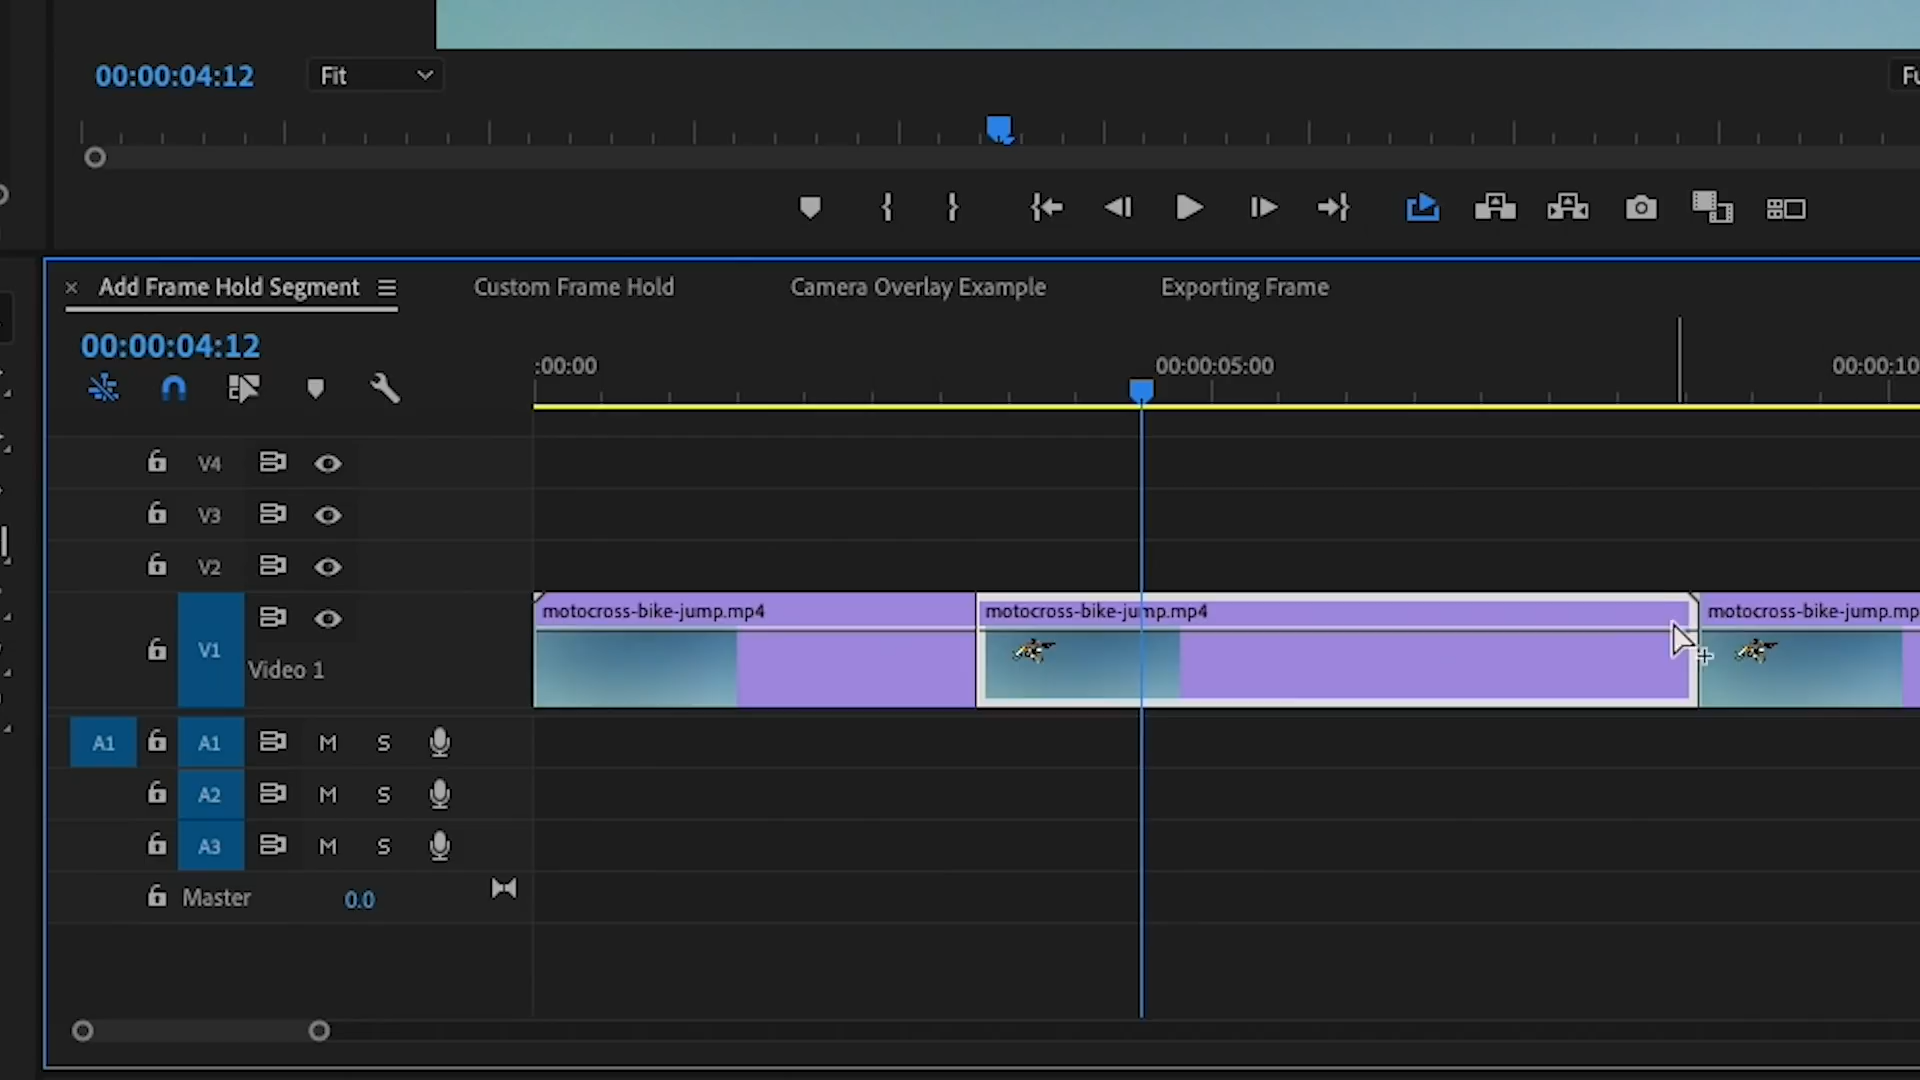 00:00:04:12
Fit
Add Frame Hold Segment
Custom Frame Hold
Camera Overlay Example
Exporting Frame
00:00:04:12
:00:00
00:00:05:00
00:00:10
V4
V3
V2
motocross-bike-jump.mp4
motocross-bike-jump.mp4
motocross-bike-jump.mp
V1
Video 1
A1
A1
M
S
A2
M
S
A3
M
S
Master
0.0